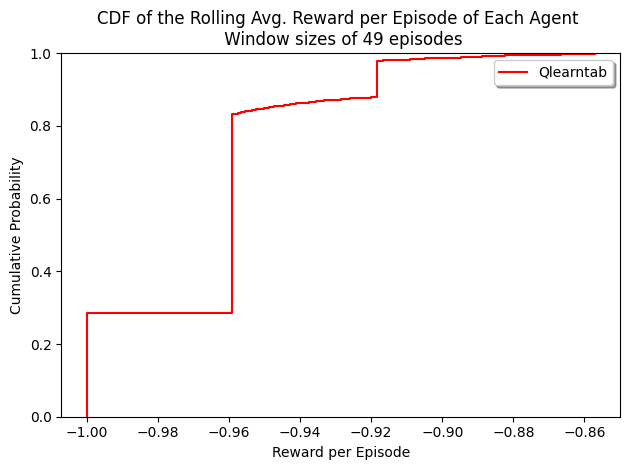 CDF of the Rolling Avg. Reward per Episode of Each Agent
Window sizes of 49 episodes
Qlearntab
Cumulative Probability
1.0
0.8
0.6
0.4
0.2
0.0
−1.00 −0.98 −0.96 −0.94 −0.92 −0.90 −0.88 −0.86
Reward per Episode